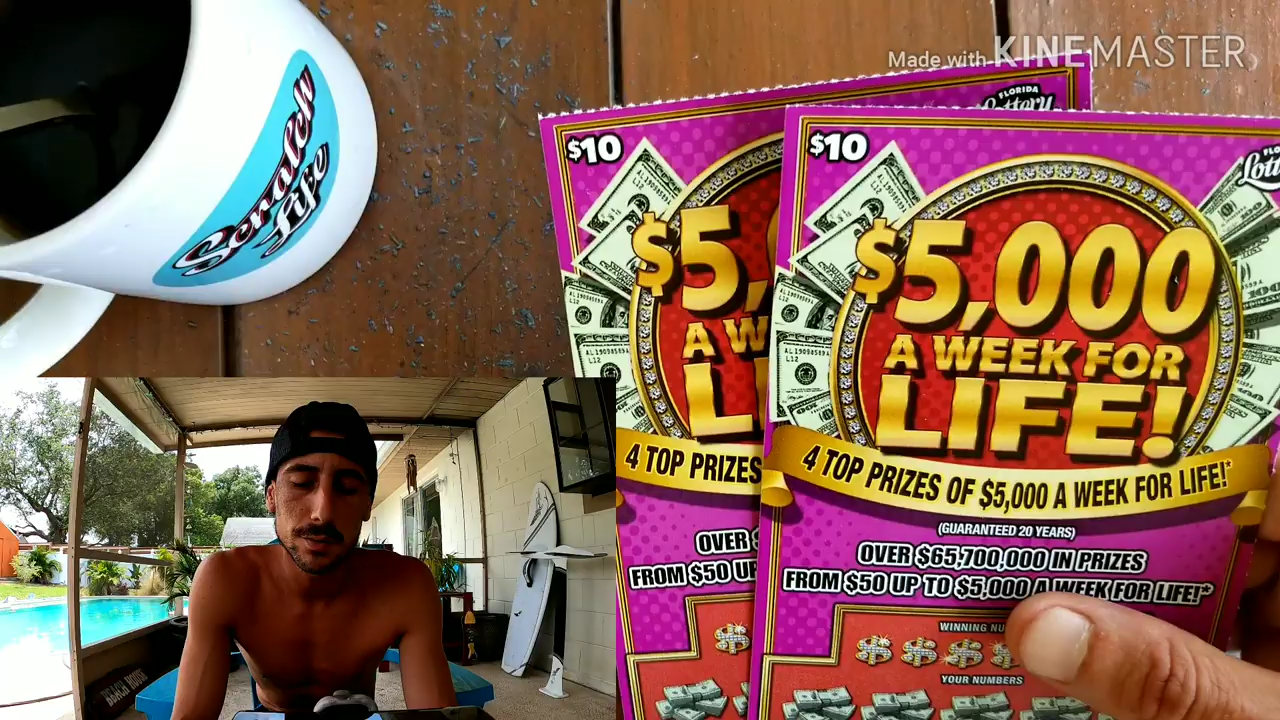 Made with KINEMASTER
Scratch
Life
$10
FLORIDA
Lottery
$5,
A W
L
4 TOP PRIZES
OVER $
FROM $50 UP
$10
$5,000
A WEEK FOR
LIFE!
4 TOP PRIZES OF $5,000 A WEEK FOR LIFE!*
(GUARANTEED 20 YEARS)
OVER $65,700,000 IN PRIZES
FROM $50 UP TO $5,000 A WEEK FOR LIFE!*
WINNING NU
YOUR NUMBERS
BEACH HOUSE